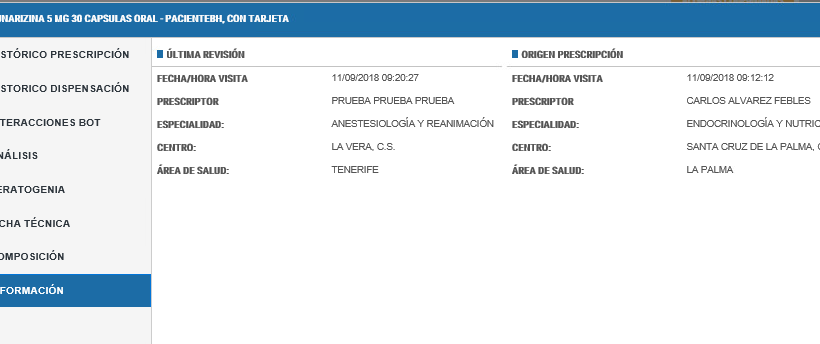 UNARIZINA 5 MG 30 CAPSULAS ORAL - PACIENTEBH, CON TARJETA
STÓRICO PRESCRIPCIÓN
STORICO DISPENSACIÓN
TERACCIONES BOT
NÁLISIS
ERATOGENIA
CHA TÉCNICA
OMPOSICIÓN
FORMACIÓN
ÚLTIMA REVISIÓN
FECHA/HORA VISITA 11/09/2018 09:20:27
PRESCRIPTOR PRUEBA PRUEBA PRUEBA
ESPECIALIDAD: ANESTESIOLOGÍA Y REANIMACIÓN
CENTRO: LA VERA, C.S.
ÁREA DE SALUD: TENERIFE
ORIGEN PRESCRIPCIÓN
FECHA/HORA VISITA 11/09/2018 09:12:12
PRESCRIPTOR CARLOS ALVAREZ FEBLES
ESPECIALIDAD: ENDOCRINOLOGÍA Y NUTRIC
CENTRO: SANTA CRUZ DE LA PALMA, C
ÁREA DE SALUD: LA PALMA